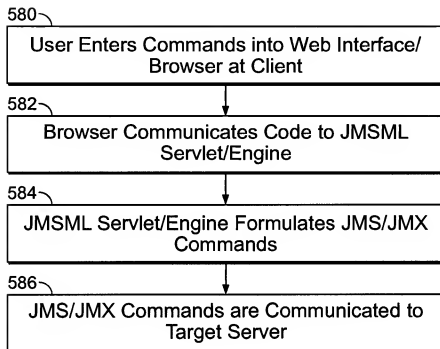 580
User Enters Commands into Web Interface/
Browser at Client
582
Browser Communicates Code to JMSML
Servlet/Engine
584
JMSML Servlet/Engine Formulates JMS/JMX
Commands
586
JMS/JMX Commands are Communicated to
Target Server